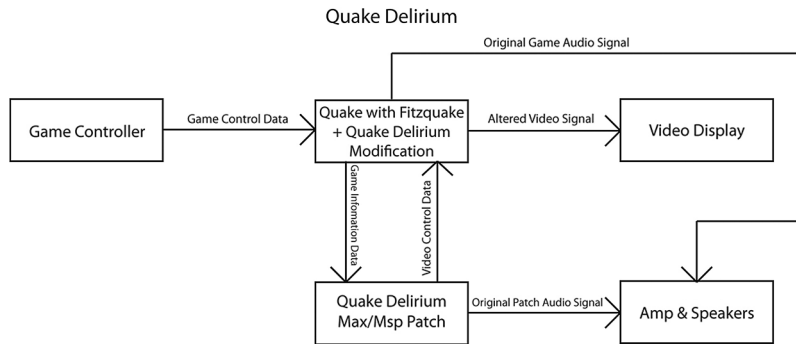 Quake Delirium
Original Game Audio Signal
Game Controller
Game Control Data
Quake with Fitzquake
+ Quake Delirium
Modification
Altered Video Signal
Video Display
Game Infomation Data
Video Control Data
Quake Delirium
Max/Msp Patch
Original Patch Audio Signal
Amp & Speakers